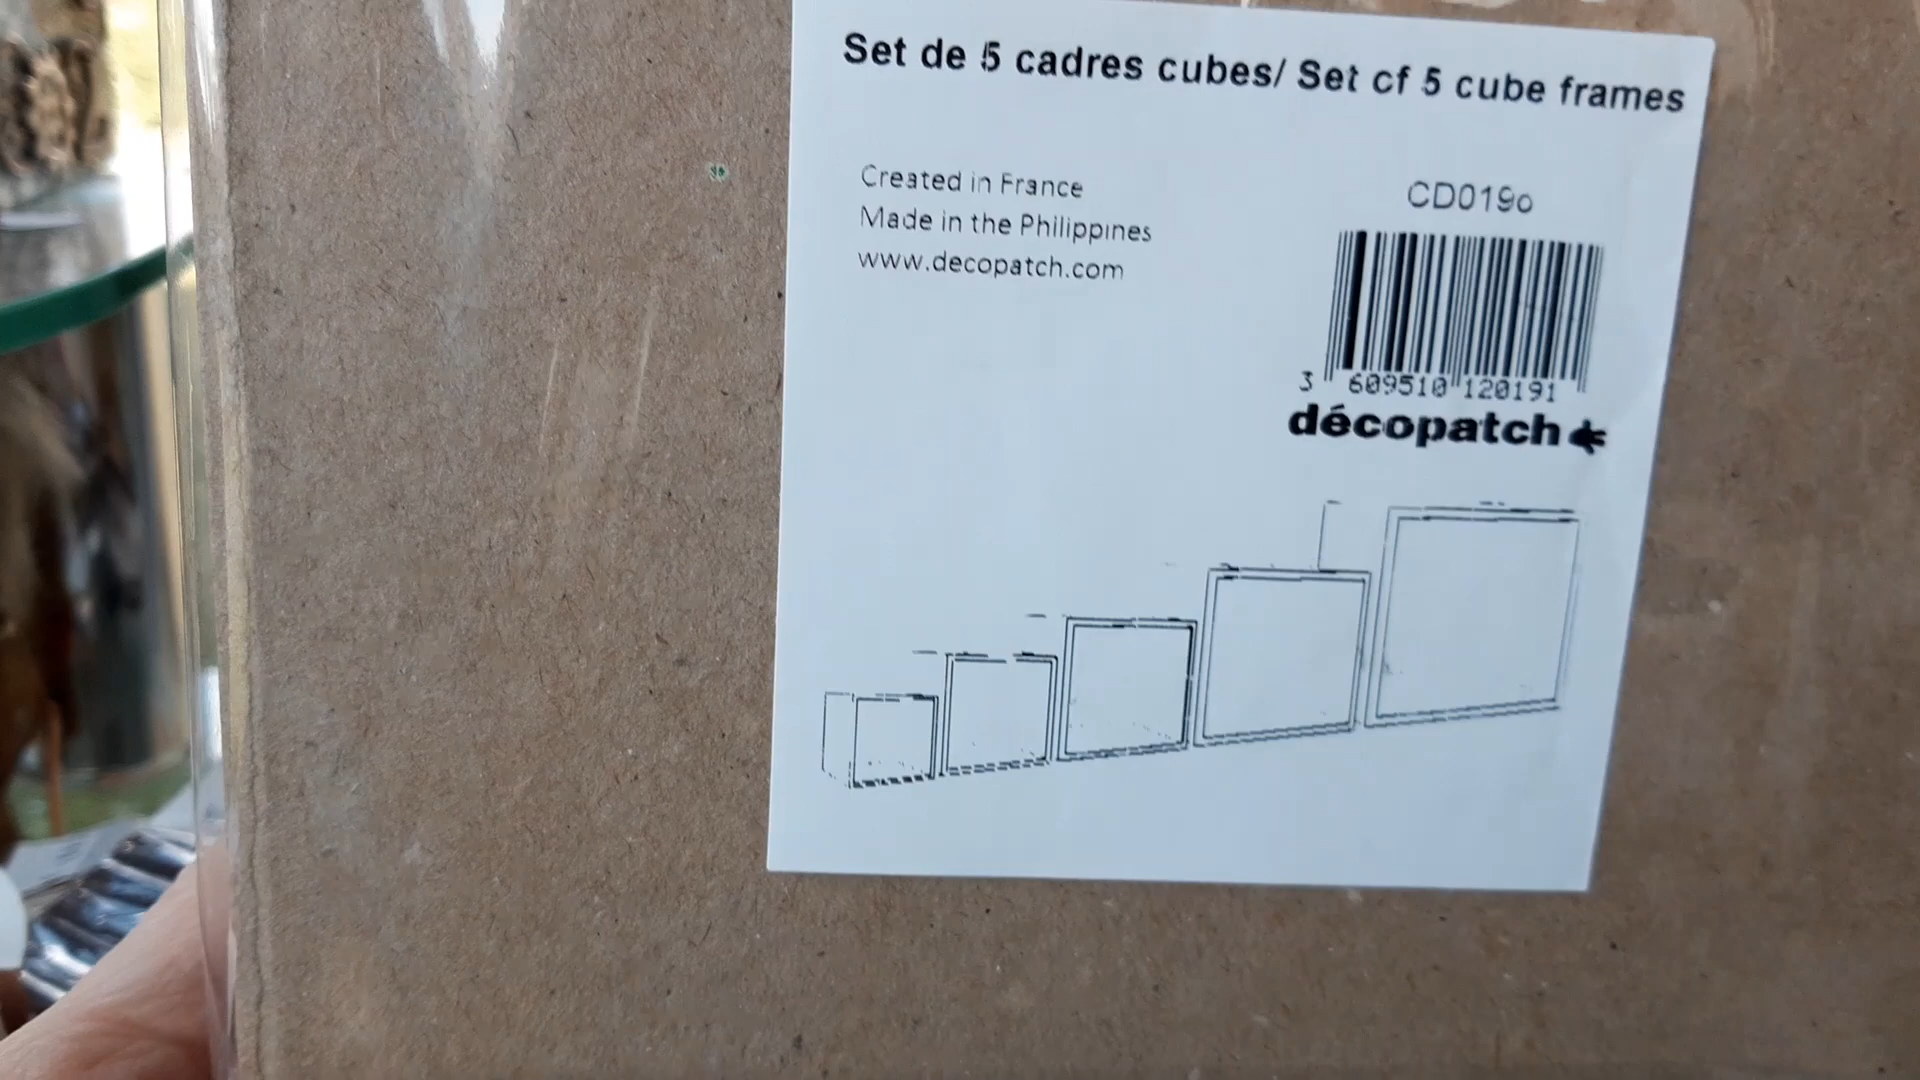 Set de 5 cadres cubes/ Set of 5 cube frames
Created in France
Made in the Philippines
www.decopatch.com
CD019o
3 609510 120191
décopatch